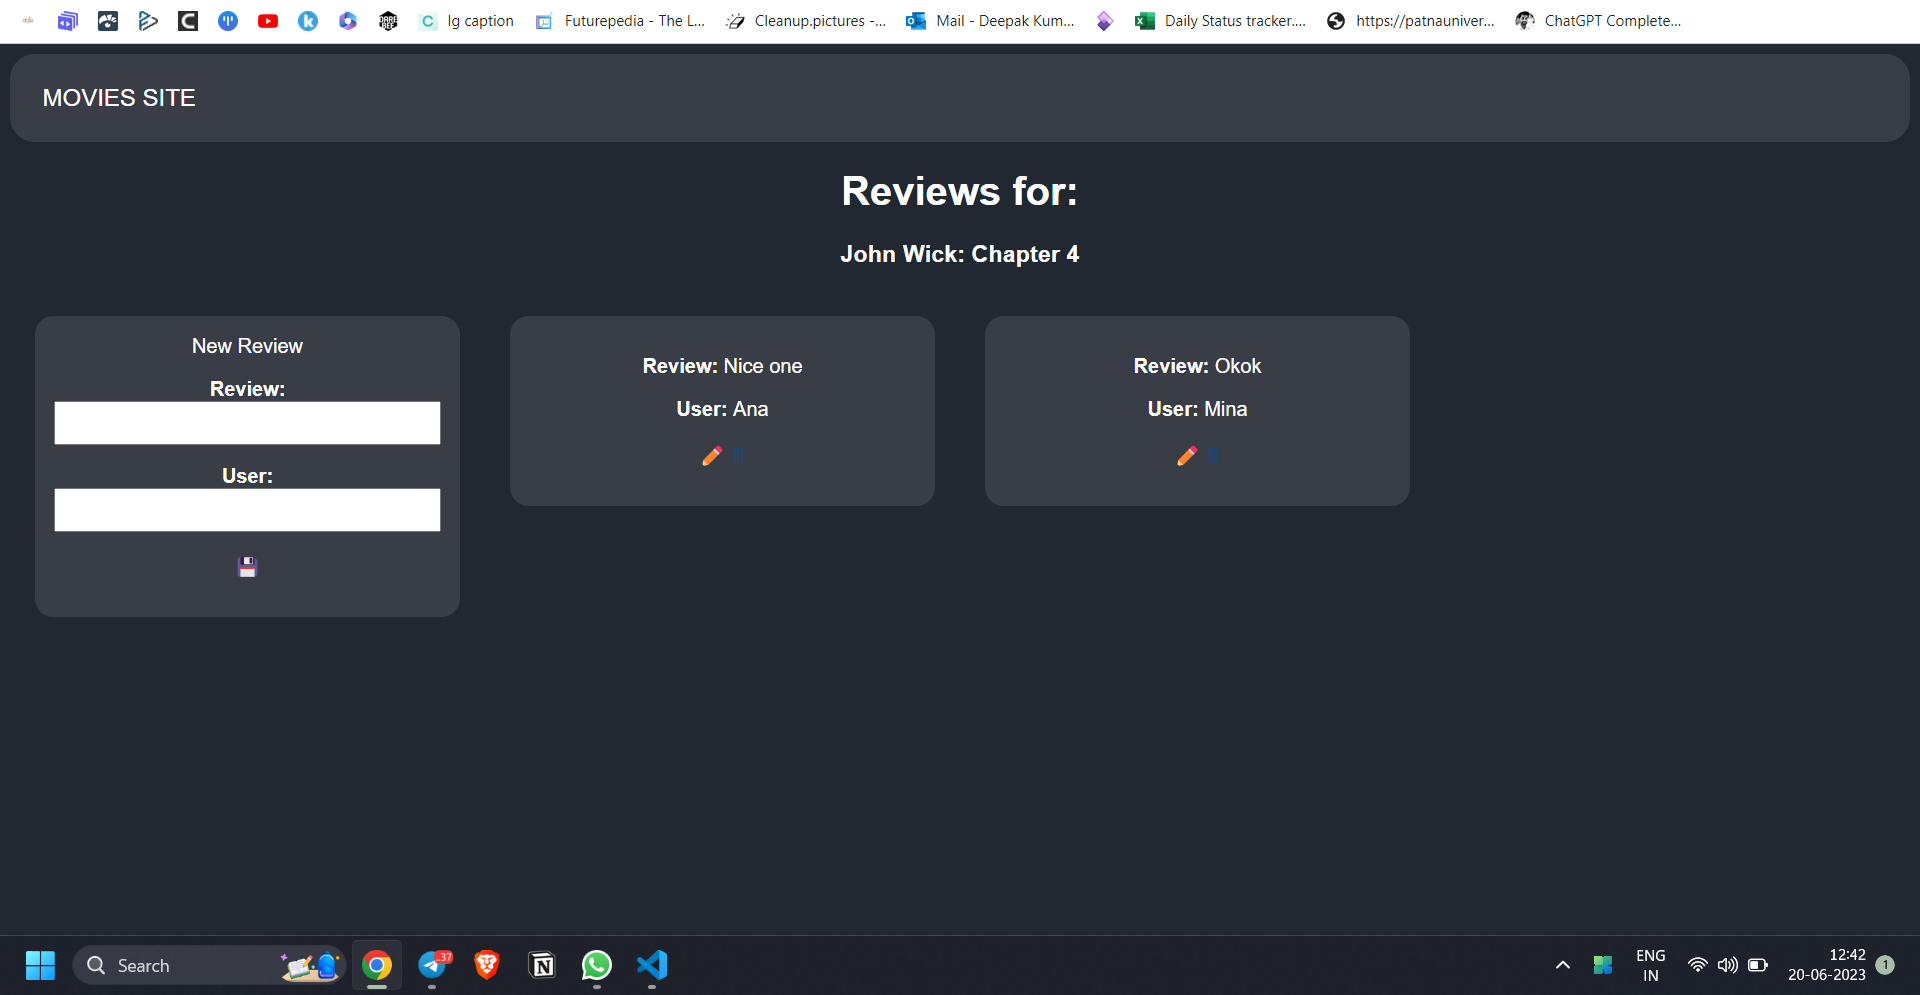 Ig caption
Futurepedia - The L...
Cleanup.pictures -...
Mail - Deepak Kum...
Daily Status tracker....
https://patnauniver...
ChatGPT Complete...
MOVIES SITE
Reviews for:
John Wick: Chapter 4
New Review
Review:
User:
Review: Nice one
User: Ana
Review: Okok
User: Mina
Search
37
ENG
IN
12:42
20-06-2023
1